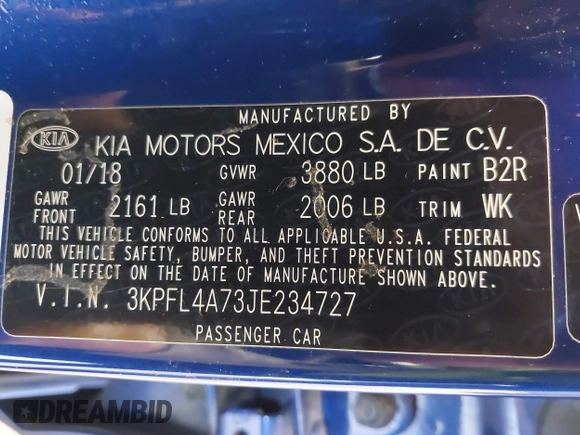 MANUFACTURED BY
KIA KIA MOTORS MEXICO S.A. DE C.V.
01/18 GVWR 3880 LB PAINT B2R
GAWR FRONT 2161 LB GAWR REAR 2006 LB TRIM WK
THIS VEHICLE CONFORMS TO ALL APPLICABLE U.S.A. FEDERAL
MOTOR VEHICLE SAFETY, BUMPER, AND THEFT PREVENTION STANDARDS
IN EFFECT ON THE DATE OF MANUFACTURE SHOWN ABOVE.
V.I.N. 3KPFL4A73JE234727
PASSENGER CAR
DREAMBID